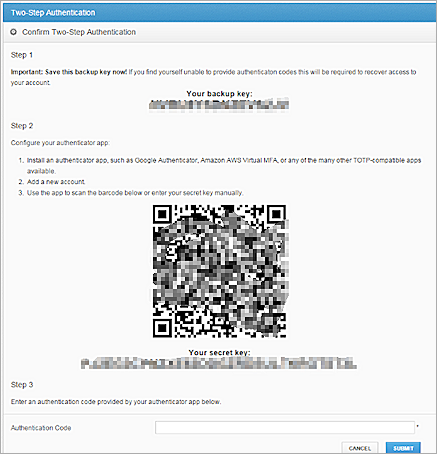 Two-Step Authentication
Confirm Two-Step Authentication
Step 1
Important: Save this backup key now! If you find yourself unable to provide authenticaton codes this will be required to recover access to
your account.
Your backup key:
Step 2
Configure your authenticator app:
1. Install an authenticator app, such as Google Authenticator, Amazon AWS Virtual MFA, or any of the many other TOTP-compatible apps
available.
2. Add a new account.
3. Use the app to scan the barcode below or enter your secret key manually.
Your secret key:
Step 3
Enter an authentication code provided by your authenticator app below.
Authentication Code *
CANCEL SUBMIT